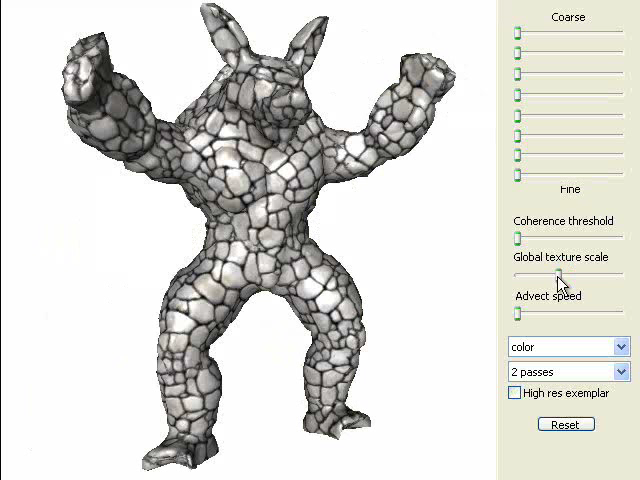 Coarse
Fine
Coherence threshold
Global texture scale
Advect speed
color
2 passes
High res exemplar
Reset